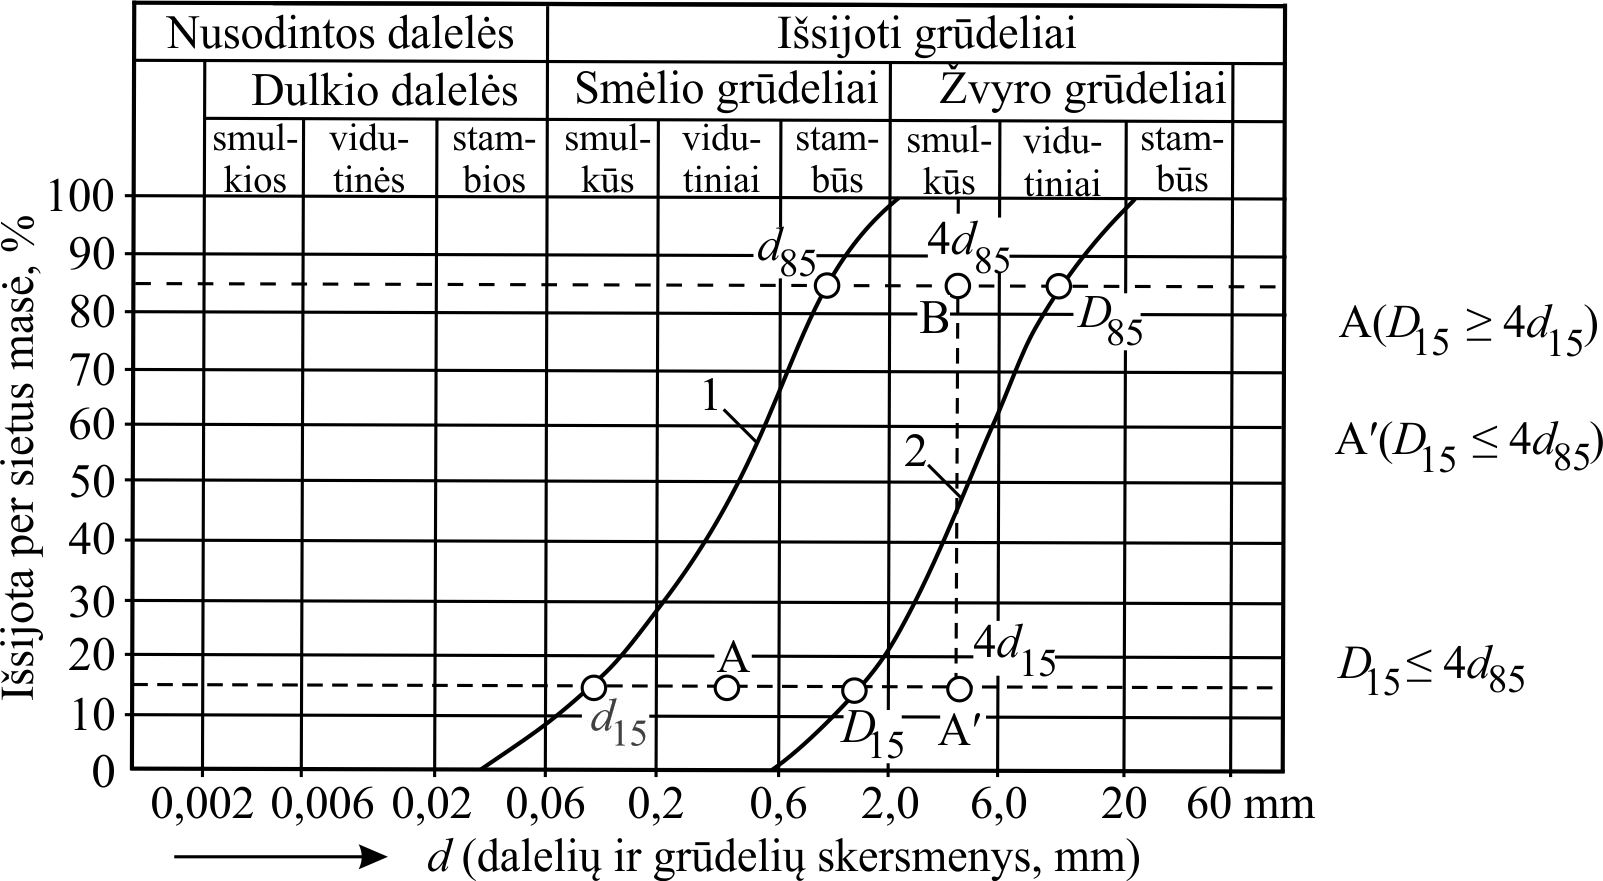 Nusodintos dalelės Išsijoti grūdeliai
Dulkio dalelės Smėlio grūdeliai Žvyro grūdeliai
smul- vidu- stam- smul- vidu- stam- smul- vidu- stam-
kios tinės bios kūs tiniai būs kūs tiniai būs
Išsijota per sietus masė, %
100
90
80
70
60
50
40
30
20
10
0
d85 4d85
B D85
1
2
A 4d15
d15 D15 A′
0,002 0,006 0,02 0,06 0,2 0,6 2,0 6,0 20 60 mm
d (dalelių ir grūdelių skersmenys, mm)
A(D15 ≥ 4d15)
A′(D15 ≤ 4d85)
D15 ≤ 4d85